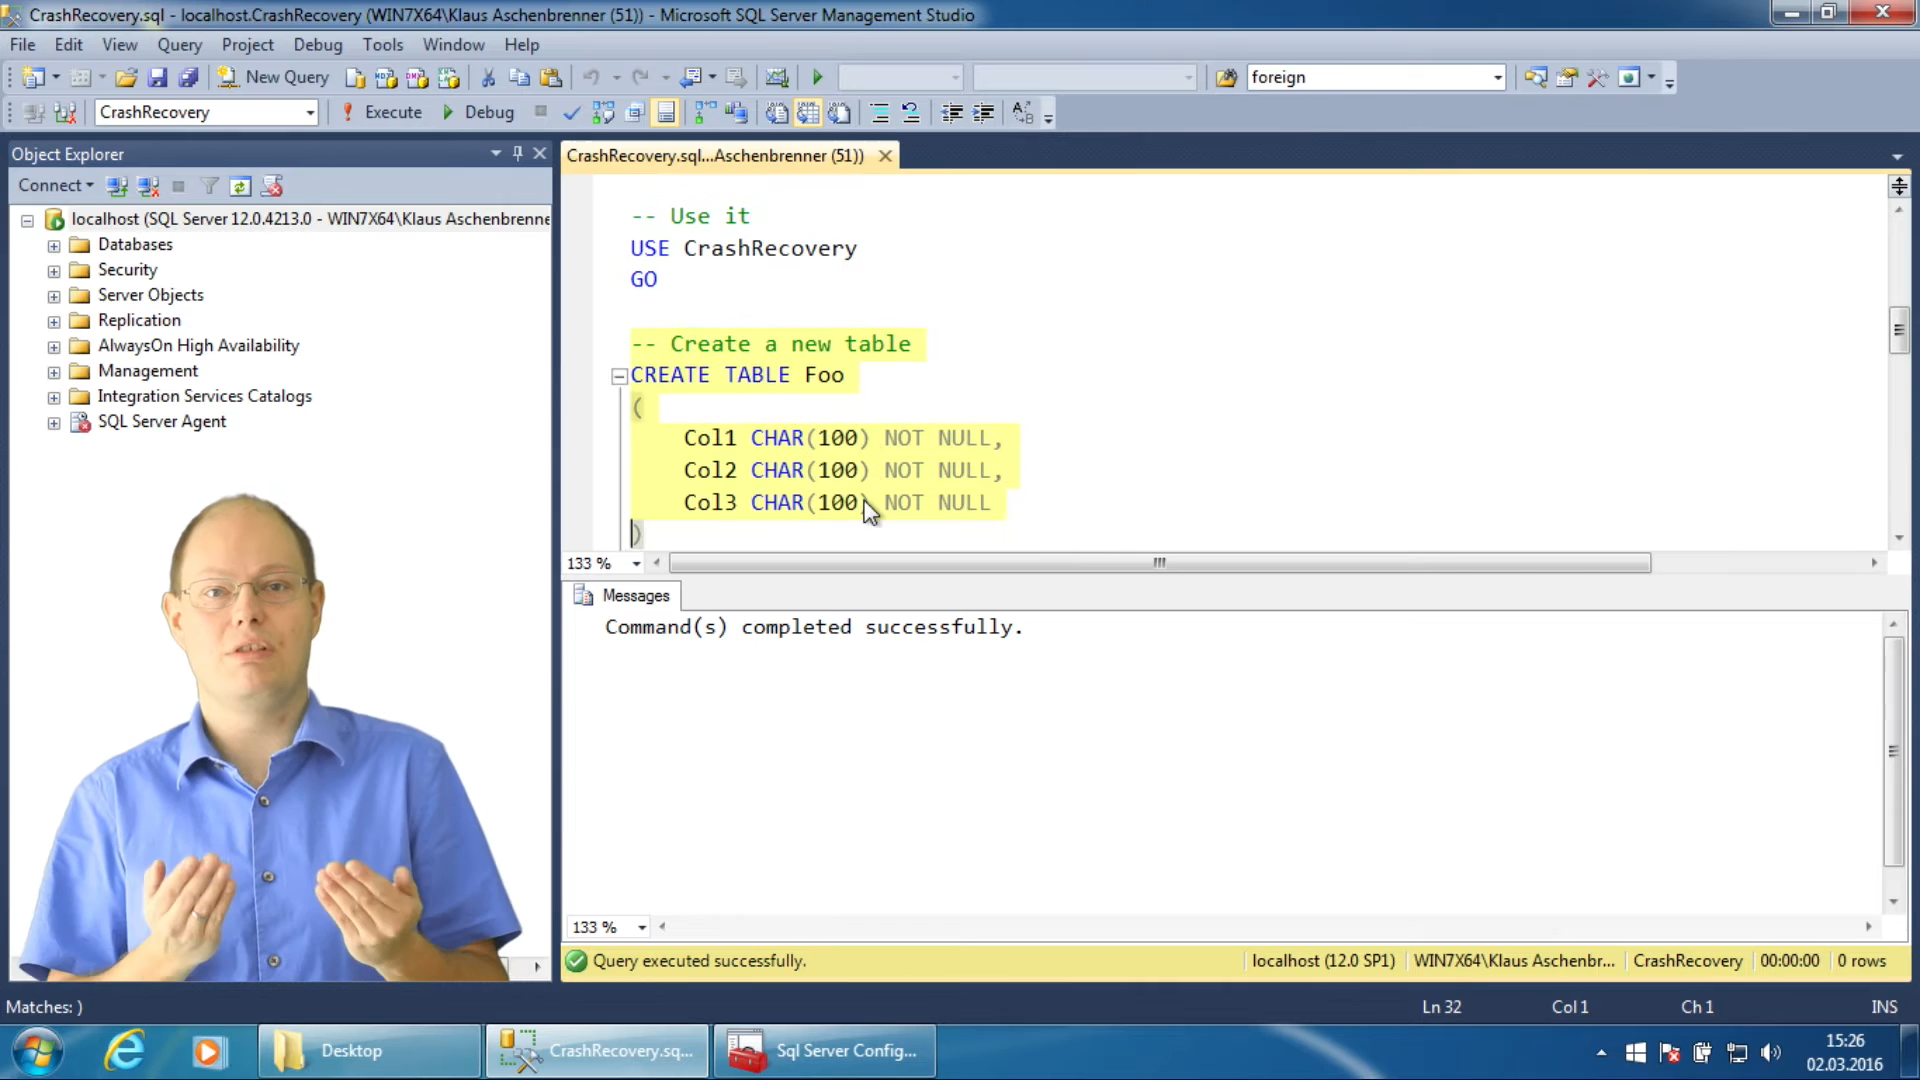 CrashRecovery.sql - localhost.CrashRecovery (WIN7X64\Klaus Aschenbrenner (51)) - Microsoft SQL Server Management Studio
File Edit View Query Project Debug Tools Window Help
New Query foreign
CrashRecovery Execute Debug
Object Explorer
Connect
localhost (SQL Server 12.0.4213.0 - WIN7X64\Klaus Aschenbrenne
Databases
Security
Server Objects
Replication
AlwaysOn High Availability
Management
Integration Services Catalogs
SQL Server Agent
CrashRecovery.sql...Aschenbrenner (51))
-- Use it
USE CrashRecovery
GO
-- Create a new table
CREATE TABLE Foo
(
Col1 CHAR(100) NOT NULL,
Col2 CHAR(100) NOT NULL,
Col3 CHAR(100) NOT NULL
)
133 %
Messages
Command(s) completed successfully.
133 %
Query executed successfully. localhost (12.0 SP1) WIN7X64\Klaus Aschenbr... CrashRecovery 00:00:00 0 rows
Matches: ) Ln 32 Col 1 Ch 1 INS
Desktop CrashRecovery.sq... Sql Server Config...
15:26
02.03.2016